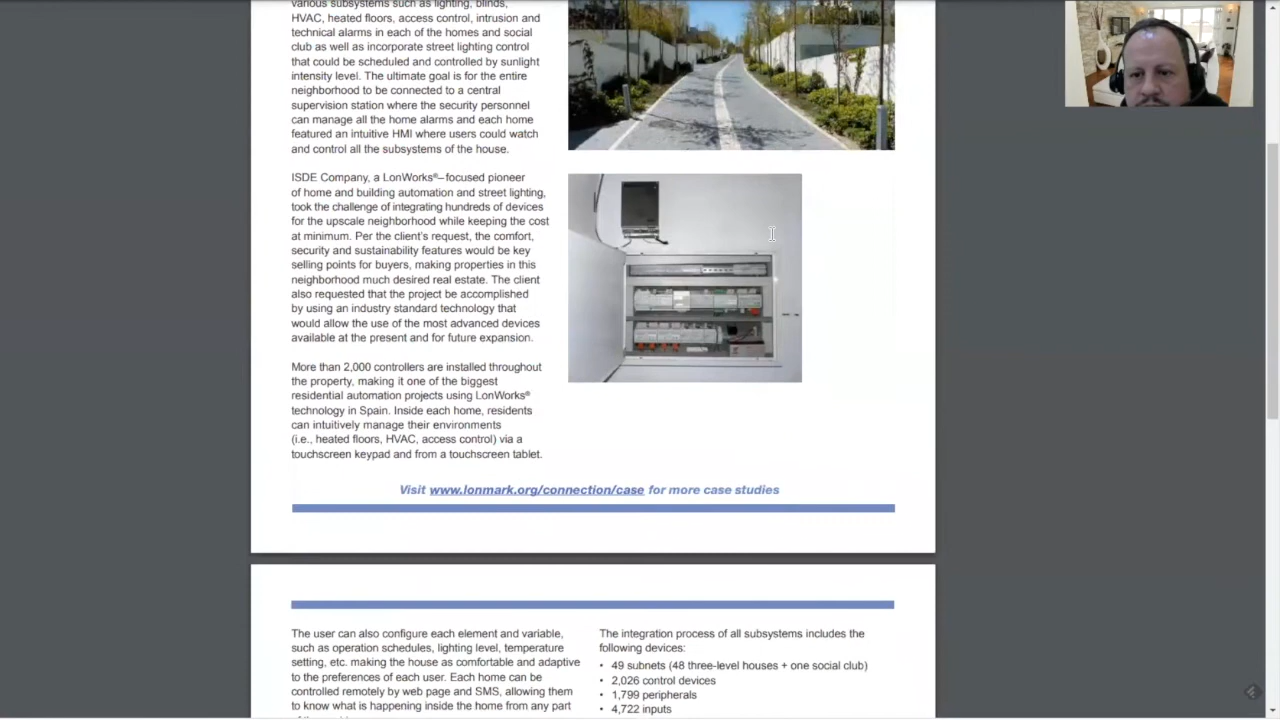 various subsystems such as lighting, blinds,
HVAC, heated floors, access control, intrusion and
technical alarms in each of the homes and social
club as well as incorporate street lighting control
that could be scheduled and controlled by sunlight
intensity level. The ultimate goal is for the entire
neighborhood to be connected to a central
supervision station where the security personnel
can manage all the home alarms and each home
featured an intuitive HMI where users could watch
and control all the subsystems of the house.
ISDE Company, a LonWorks®–focused pioneer
of home and building automation and street lighting,
took the challenge of integrating hundreds of devices
for the upscale neighborhood while keeping the cost
at minimum. Per the client's request, the comfort,
security and sustainability features would be key
selling points for buyers, making properties in this
neighborhood much desired real estate. The client
also requested that the project be accomplished
by using an industry standard technology that
would allow the use of the most advanced devices
available at the present and for future expansion.
More than 2,000 controllers are installed throughout
the property, making it one of the biggest
residential automation projects using LonWorks®
technology in Spain. Inside each home, residents
can intuitively manage their environments
(i.e., heated floors, HVAC, access control) via a
touchscreen keypad and from a touchscreen tablet.
Visit www.lonmark.org/connection/case for more case studies
The user can also configure each element and variable,
such as operation schedules, lighting level, temperature
setting, etc. making the house as comfortable and adaptive
to the preferences of each user. Each home can be
controlled remotely by web page and SMS, allowing them
to know what is happening inside the home from any part
The integration process of all subsystems includes the
following devices:
• 49 subnets (48 three-level houses + one social club)
• 2,026 control devices
• 1,799 peripherals
• 4,722 inputs